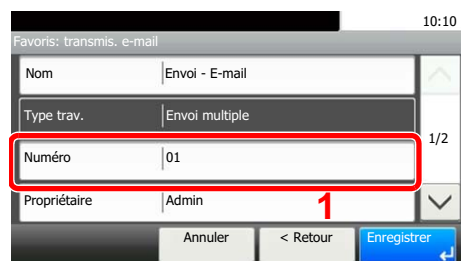 10:10
Favoris: transmis. e-mail
Nom Envoi - E-mail
Type trav. Envoi multiple
1/2
Numéro 01
Propriétaire Admin
1
Annuler < Retour Enregistrer